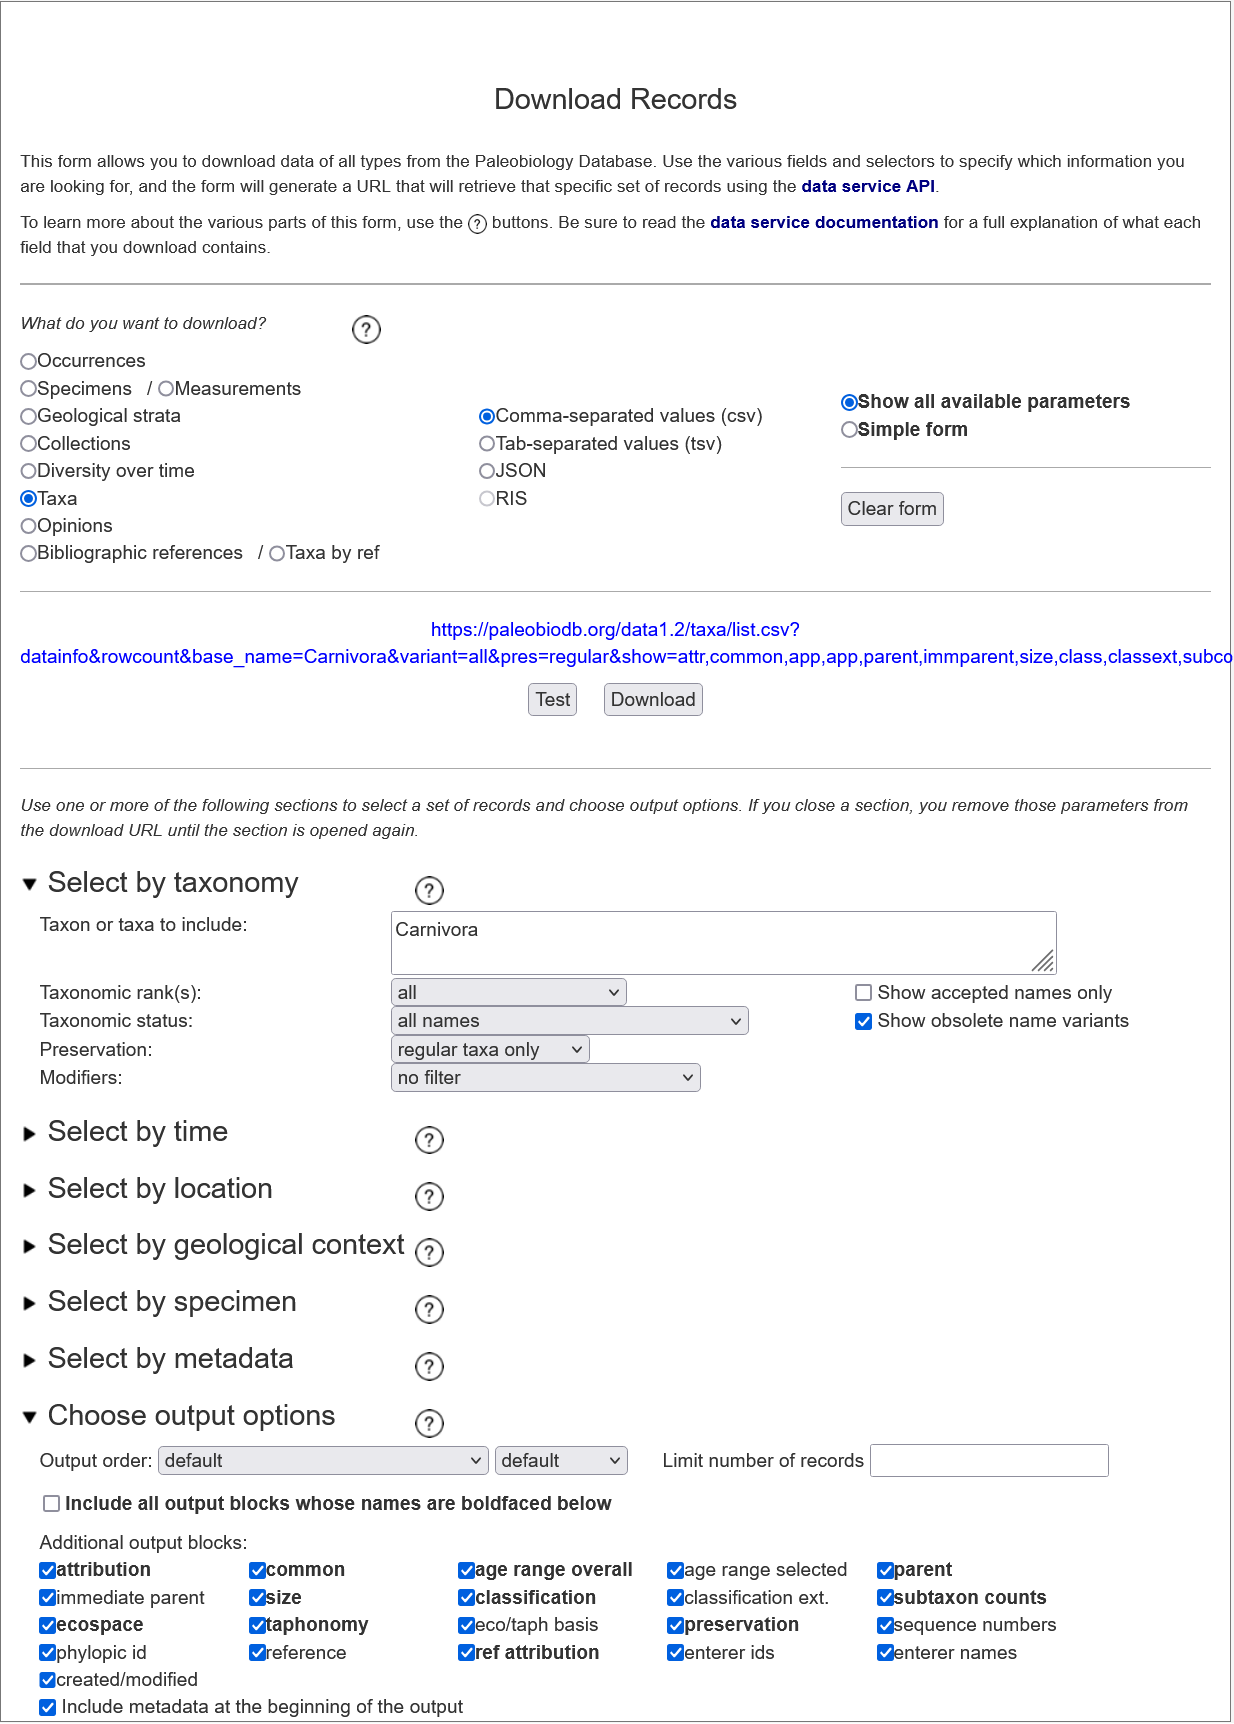 Download Records
This form allows you to download data of all types from the Paleobiology Database. Use the various fields and selectors to specify which information you
are looking for, and the form will generate a URL that will retrieve that specific set of records using the data service API.
To learn more about the various parts of this form, use the ? buttons. Be sure to read the data service documentation for a full explanation of what each
field that you download contains.
What do you want to download? ?
Occurrences
Specimens / Measurements
Geological strata
Collections
Diversity over time
Taxa
Opinions
Bibliographic references / Taxa by ref
Comma-separated values (csv)
Tab-separated values (tsv)
JSON
RIS
Show all available parameters
Simple form
Clear form
https://paleobiodb.org/data1.2/taxa/list.csv?
datainfo&rowcount&base_name=Carnivora&variant=all&pres=regular&show=attr,common,app,app,parent,immparent,size,class,classext,subco
Test Download
Use one or more of the following sections to select a set of records and choose output options. If you close a section, you remove those parameters from
the download URL until the section is opened again.
Select by taxonomy ?
Taxon or taxa to include: Carnivora
Taxonomic rank(s): all Show accepted names only
Taxonomic status: all names Show obsolete name variants
Preservation: regular taxa only
Modifiers: no filter
Select by time ?
Select by location ?
Select by geological context ?
Select by specimen ?
Select by metadata ?
Choose output options ?
Output order: default default Limit number of records
Include all output blocks whose names are boldfaced below
Additional output blocks:
attribution common age range overall age range selected parent
immediate parent size classification classification ext. subtaxon counts
ecospace taphonomy eco/taph basis preservation sequence numbers
phylopic id reference ref attribution enterer ids enterer names
created/modified
Include metadata at the beginning of the output